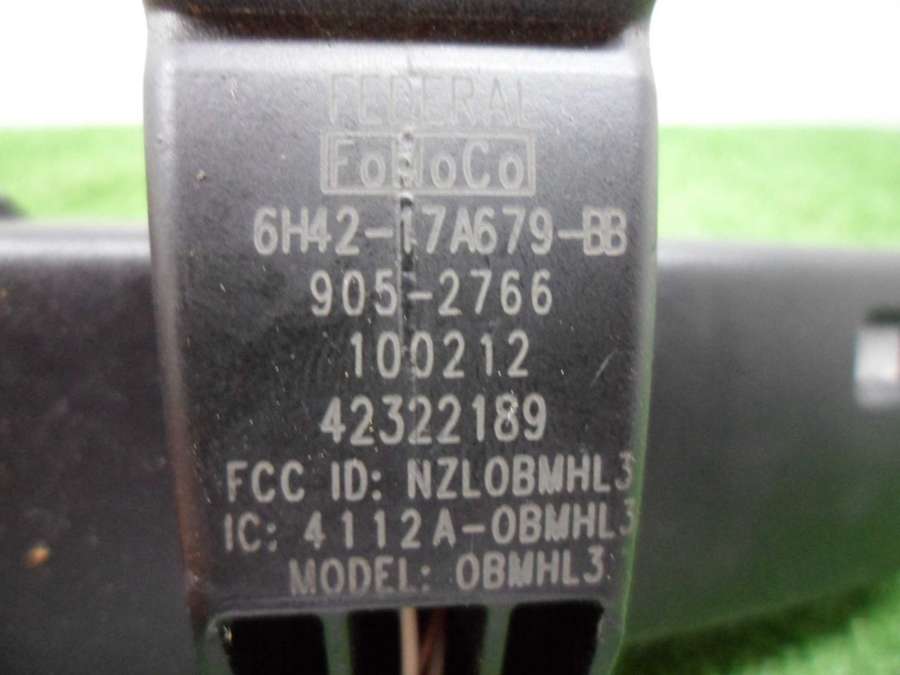 FEDERAL
FoMoCo
6H42-17A679-BB
905-2766
100212
42322189
FCC ID: NZLOBMHL3
IC: 4112A-OBMHL3
MODEL: OBMHL3